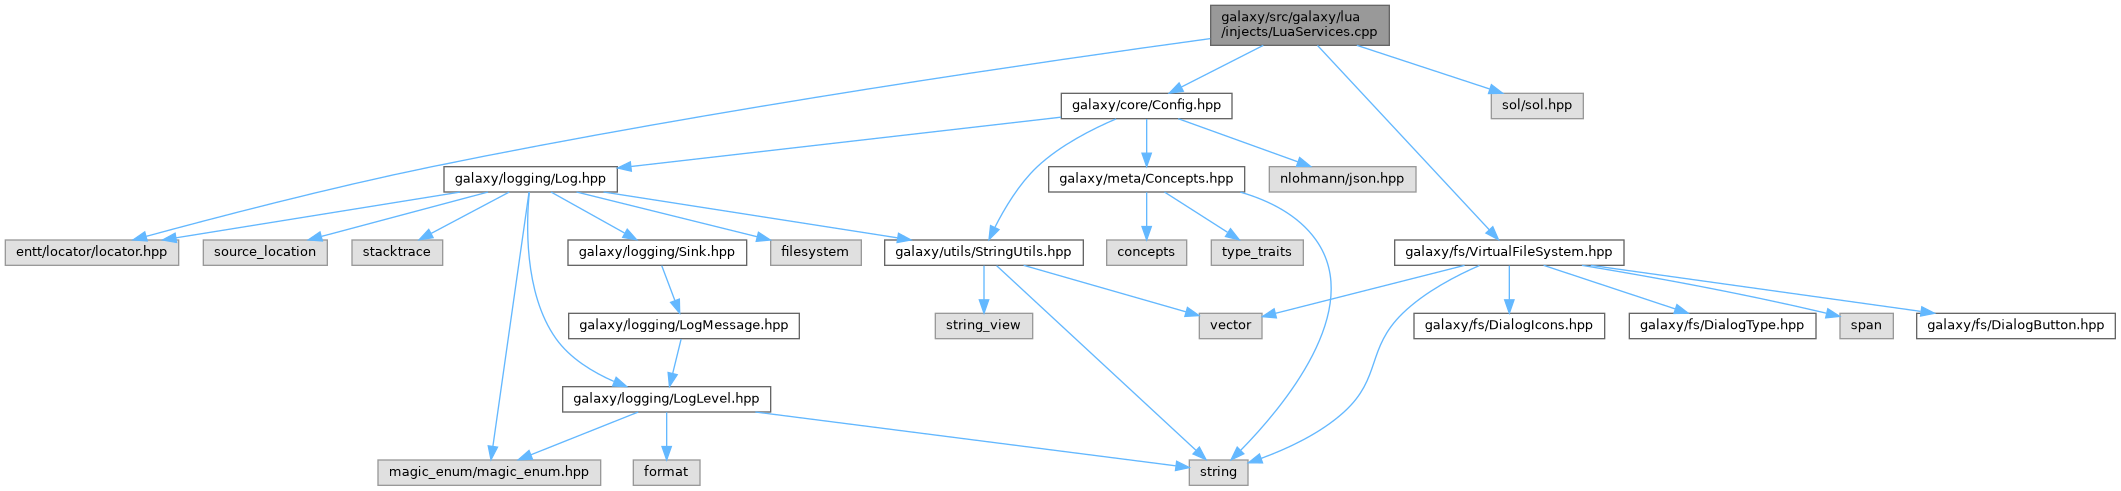 galaxy/src/galaxy/lua
/injects/LuaServices.cpp
galaxy/core/Config.hpp
sol/sol.hpp
galaxy/logging/Log.hpp
galaxy/meta/Concepts.hpp
nlohmann/json.hpp
entt/locator/locator.hpp
source_location
stacktrace
galaxy/logging/Sink.hpp
filesystem
galaxy/utils/StringUtils.hpp
concepts
type_traits
galaxy/fs/VirtualFileSystem.hpp
galaxy/logging/LogMessage.hpp
string_view
vector
galaxy/fs/DialogIcons.hpp
galaxy/fs/DialogType.hpp
span
galaxy/fs/DialogButton.hpp
galaxy/logging/LogLevel.hpp
magic_enum/magic_enum.hpp
format
string